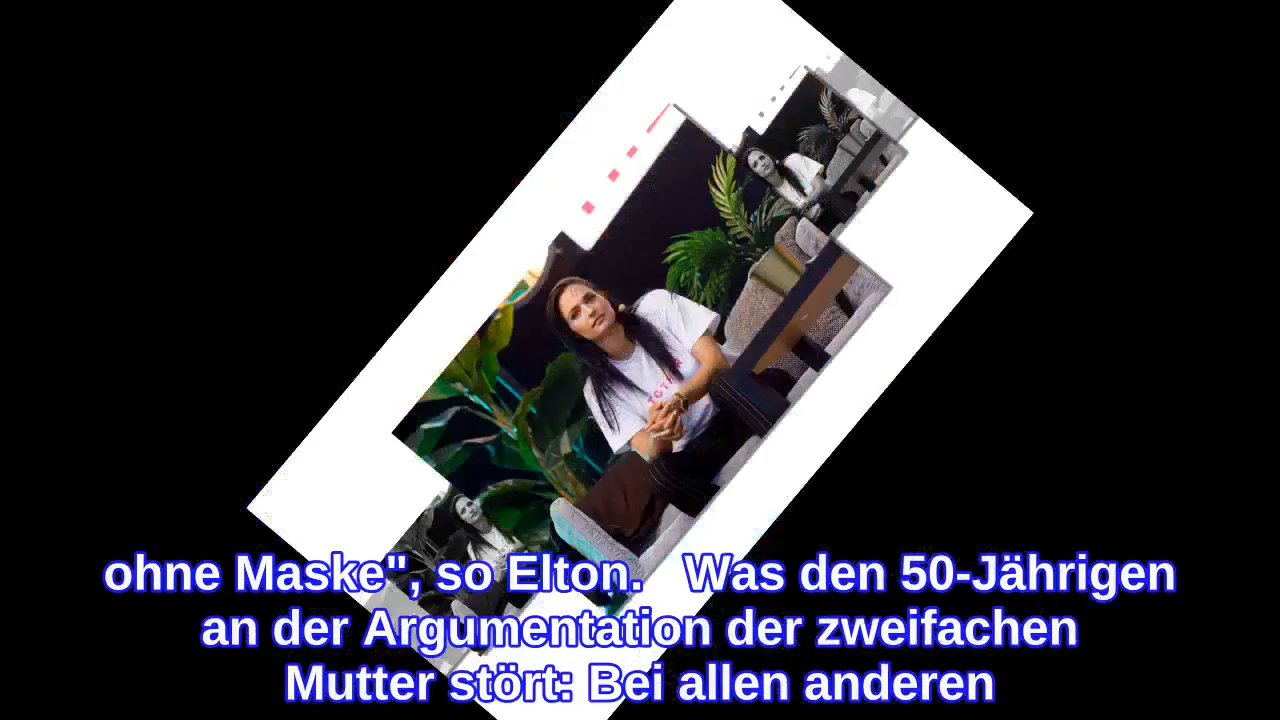 ohne Maske", so Elton.   Was den 50-Jährigen
an der Argumentation der zweifachen
Mutter stört: Bei allen anderen